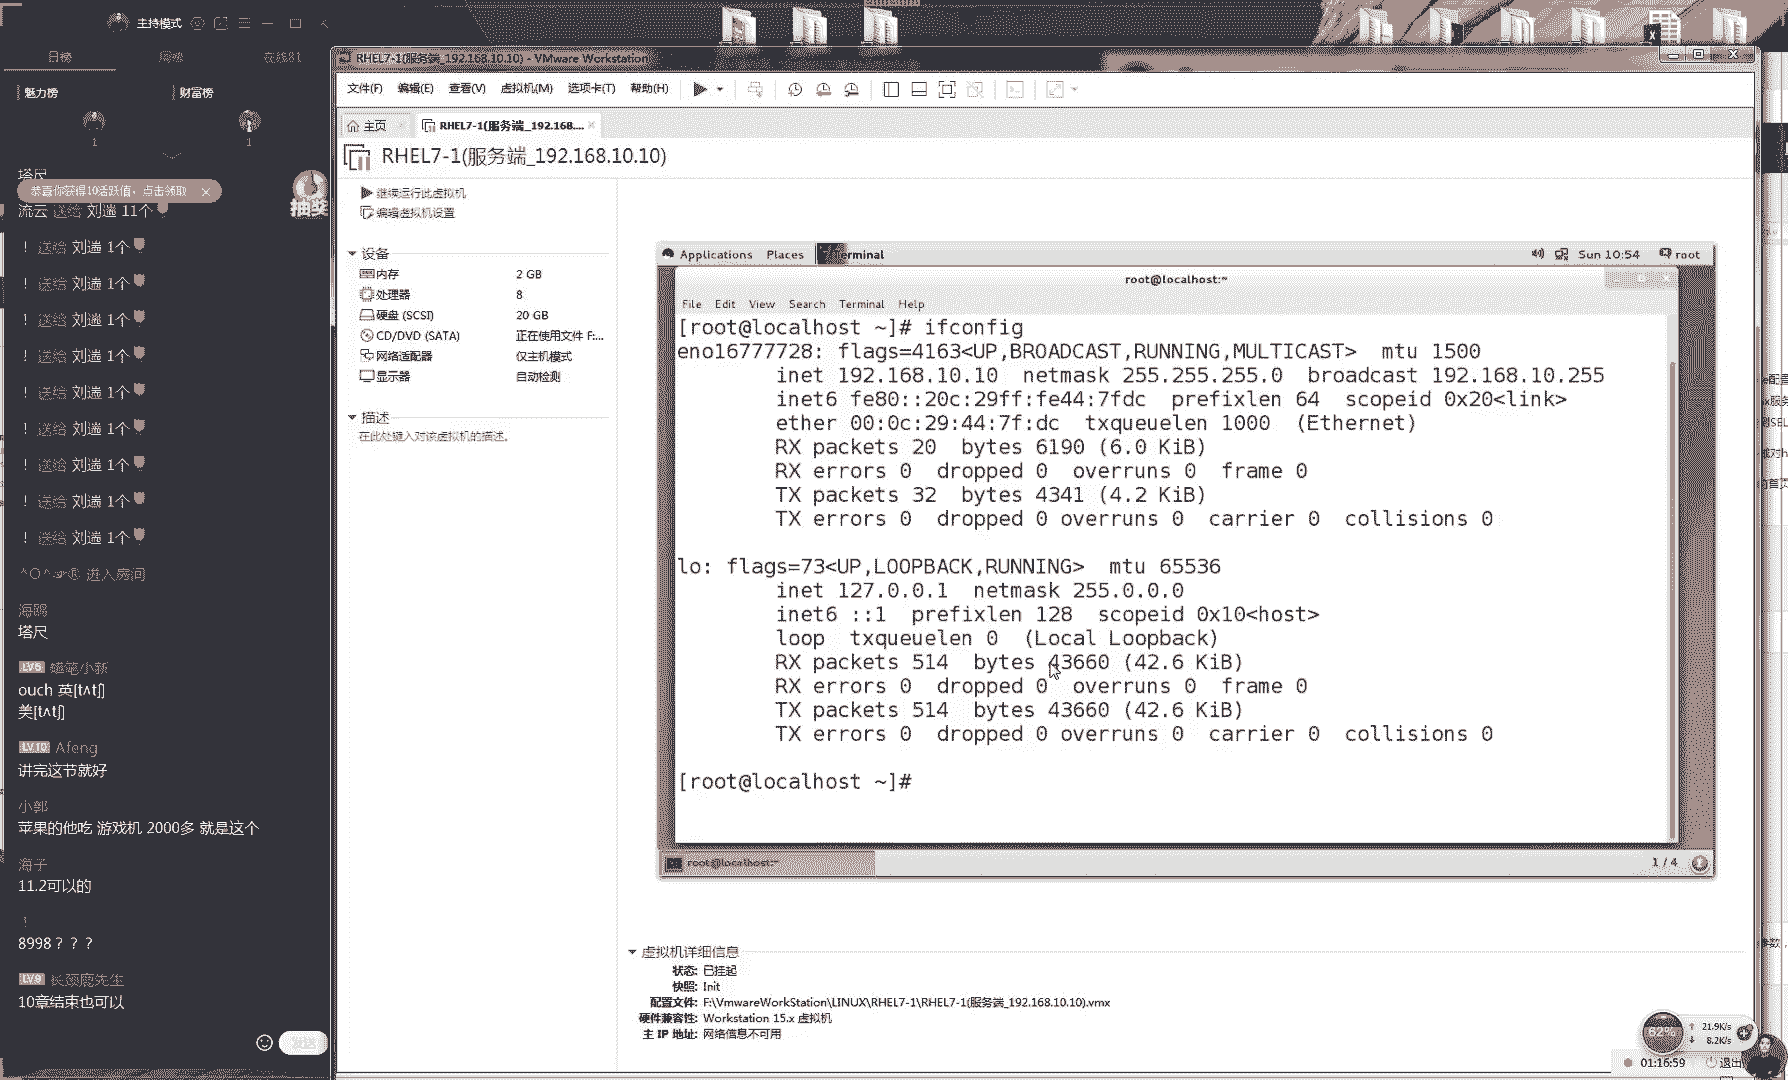 主持模式
日榜
在线81
魅力榜
财富榜
1
1
塔尺
恭喜你获得10活跃值，点击领取
抽奖
流云 送给 刘遄 11个
！ 送给 刘遄 1个
！ 送给 刘遄 1个
！ 送给 刘遄 1个
！ 送给 刘遄 1个
！ 送给 刘遄 1个
！ 送给 刘遄 1个
！ 送给 刘遄 1个
！ 送给 刘遄 1个
！ 送给 刘遄 1个
进入房间
海鸥
塔尺
LV5 蜡笔小新
ouch 英[tʌtʃ]
美[tʌtʃ]
LV10 Afeng
讲完这节就好
小郭
苹果的他吃 游戏机 2000多 就是这个
海子
11.2可以的
8998？？？
LV9 长颈鹿先生
10章结束也可以
RHEL7-1(服务端_192.168.10.10) - VMware Workstation
文件(F) 编辑(E) 查看(V) 虚拟机(M) 选项卡(T) 帮助(H)
主页
RHEL7-1(服务端_192.168....
RHEL7-1(服务端_192.168.10.10)
继续运行此虚拟机
编辑虚拟机设置
设备
内存 2 GB
处理器 8
硬盘 (SCSI) 20 GB
CD/DVD (SATA) 正在使用文件 F:...
网络适配器 仅主机模式
显示器 自动检测
描述
在此处键入对该虚拟机的描述。
Applications Places Terminal Sun 10:54 root
root@localhost:~
File Edit View Search Terminal Help
[root@localhost ~]# ifconfig
eno16777728: flags=4163<UP,BROADCAST,RUNNING,MULTICAST> mtu 1500
inet 192.168.10.10 netmask 255.255.255.0 broadcast 192.168.10.255
inet6 fe80::20c:29ff:fe44:7fdc prefixlen 64 scopeid 0x20<link>
ether 00:0c:29:44:7f:dc txqueuelen 1000 (Ethernet)
RX packets 20 bytes 6190 (6.0 KiB)
RX errors 0 dropped 0 overruns 0 frame 0
TX packets 32 bytes 4341 (4.2 KiB)
TX errors 0 dropped 0 overruns 0 carrier 0 collisions 0
lo: flags=73<UP,LOOPBACK,RUNNING> mtu 65536
inet 127.0.0.1 netmask 255.0.0.0
inet6 ::1 prefixlen 128 scopeid 0x10<host>
loop txqueuelen 0 (Local Loopback)
RX packets 514 bytes 43660 (42.6 KiB)
RX errors 0 dropped 0 overruns 0 frame 0
TX packets 514 bytes 43660 (42.6 KiB)
TX errors 0 dropped 0 overruns 0 carrier 0 collisions 0
[root@localhost ~]#
root@localhost:~
1 / 4
虚拟机详细信息
状态: 已挂起
快照: Init
配置文件: F:\VmwareWorkStation\LINUX\RHEL7-1\RHEL7-1(服务端_192.168.10.10).vmx
硬件兼容性: Workstation 15.x 虚拟机
主 IP 地址: 网络信息不可用
62%
21.9K/s
8.2K/s
01:16:59
退出